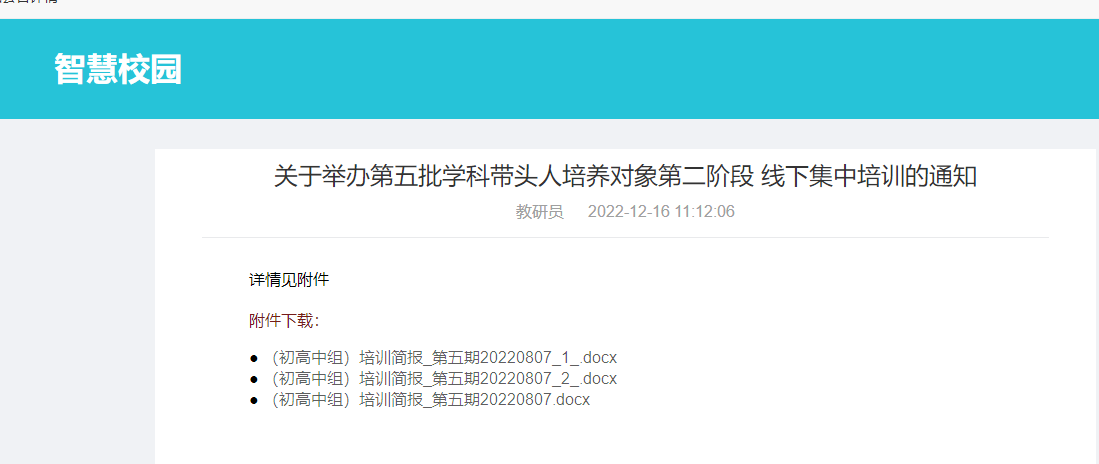 智慧校园
关于举办第五批学科带头人培养对象第二阶段 线下集中培训的通知
教研员 2022-12-16 11:12:06
详情见附件
附件下载：
● （初高中组）培训简报_第五期20220807_1_.docx
● （初高中组）培训简报_第五期20220807_2_.docx
● （初高中组）培训简报_第五期20220807.docx